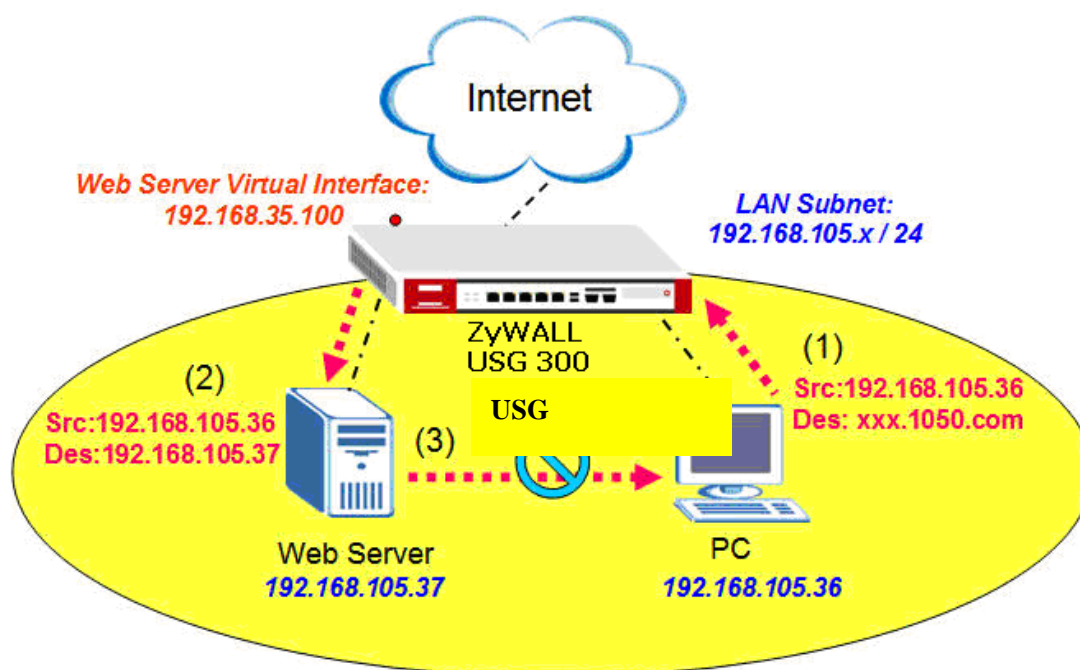 Internet
Web Server Virtual Interface:
192.168.35.100
LAN Subnet:
192.168.105.x / 24
ZyWALL
USG 300
(1)
Src:192.168.105.36
Des: xxx.1050.com
(2)
Src:192.168.105.36
Des:192.168.105.37
USG
(3)
Web Server
192.168.105.37
PC
192.168.105.36